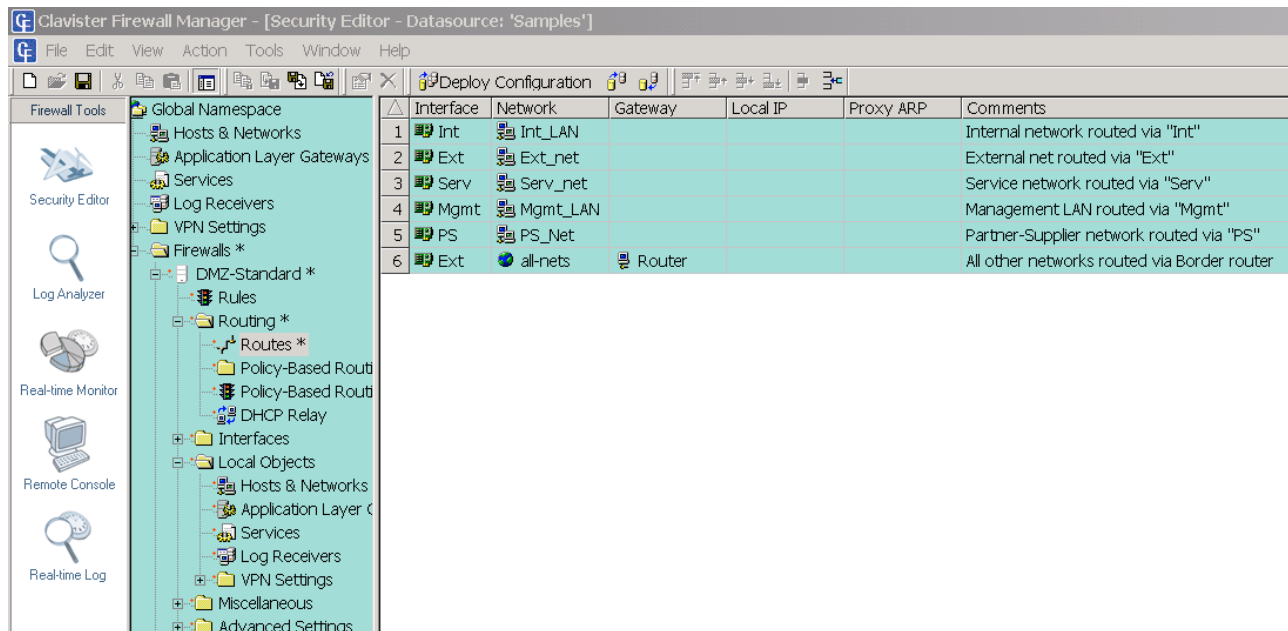 Clavister Firewall Manager - [Security Editor - Datasource: 'Samples']
File Edit View Action Tools Window Help
Deploy Configuration
Firewall Tools
Security Editor
Log Analyzer
Real-time Monitor
Remote Console
Real-time Log
Global Namespace
Hosts & Networks
Application Layer Gateways
Services
Log Receivers
VPN Settings
Firewalls *
DMZ-Standard *
Rules
Routing *
Routes *
Policy-Based Routi
Policy-Based Routi
DHCP Relay
Interfaces
Local Objects
Hosts & Networks
Application Layer G
Services
Log Receivers
VPN Settings
Miscellaneous
Advanced Settings
Interface Network Gateway Local IP Proxy ARP Comments
1 Int Int_LAN Internal network routed via "Int"
2 Ext Ext_net External net routed via "Ext"
3 Serv Serv_net Service network routed via "Serv"
4 Mgmt Mgmt_LAN Management LAN routed via "Mgmt"
5 PS PS_Net Partner-Supplier network routed via "PS"
6 Ext all-nets Router All other networks routed via Border router